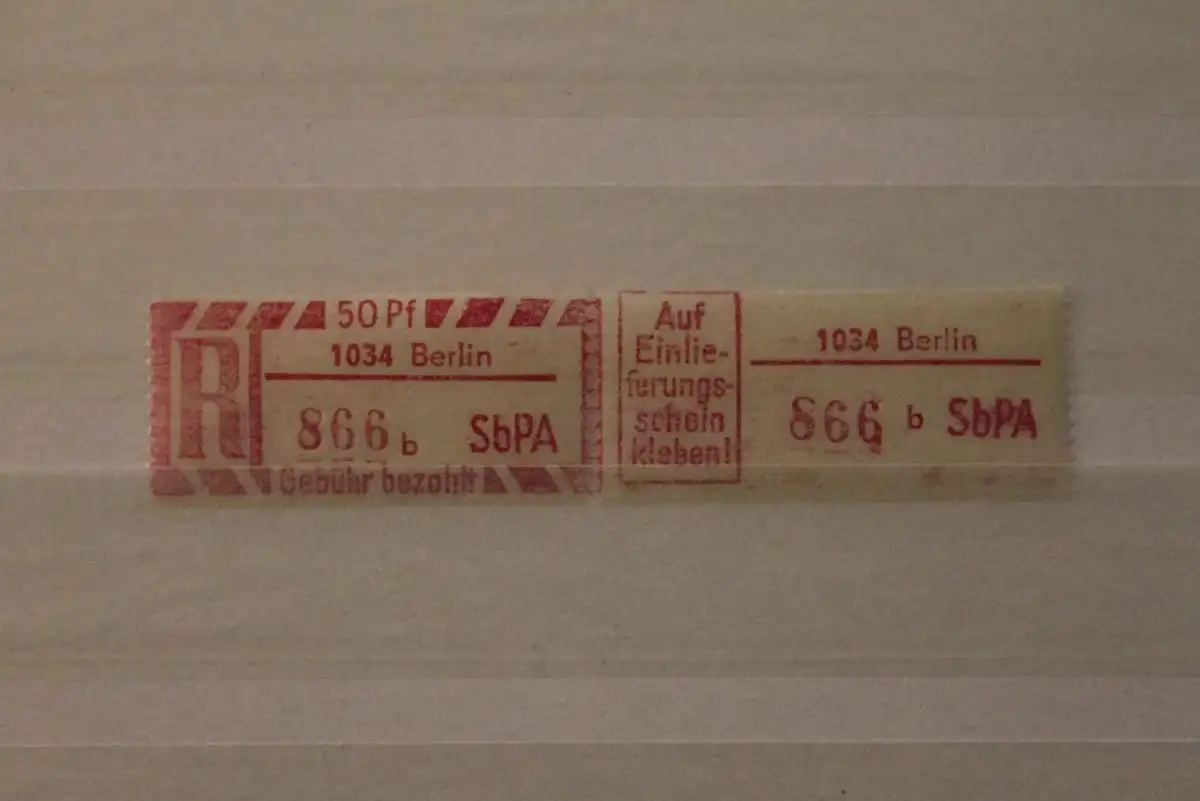 50 Pf
R
1034 Berlin
866 b SbPA
Gebühr bezahlt
Auf
Einlie-
ferungs-
schein
kleben!
1034 Berlin
866 b SbPA